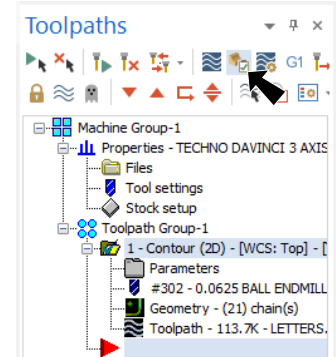 Toolpaths
G1
Machine Group-1
Properties - TECHNO DAVINCI 3 AXIS
Files
Tool settings
Stock setup
Toolpath Group-1
1 - Contour (2D) - [WCS: Top] - [
Parameters
#302 - 0.0625 BALL ENDMILL
Geometry - (21) chain(s)
Toolpath - 113.7K - LETTERS.